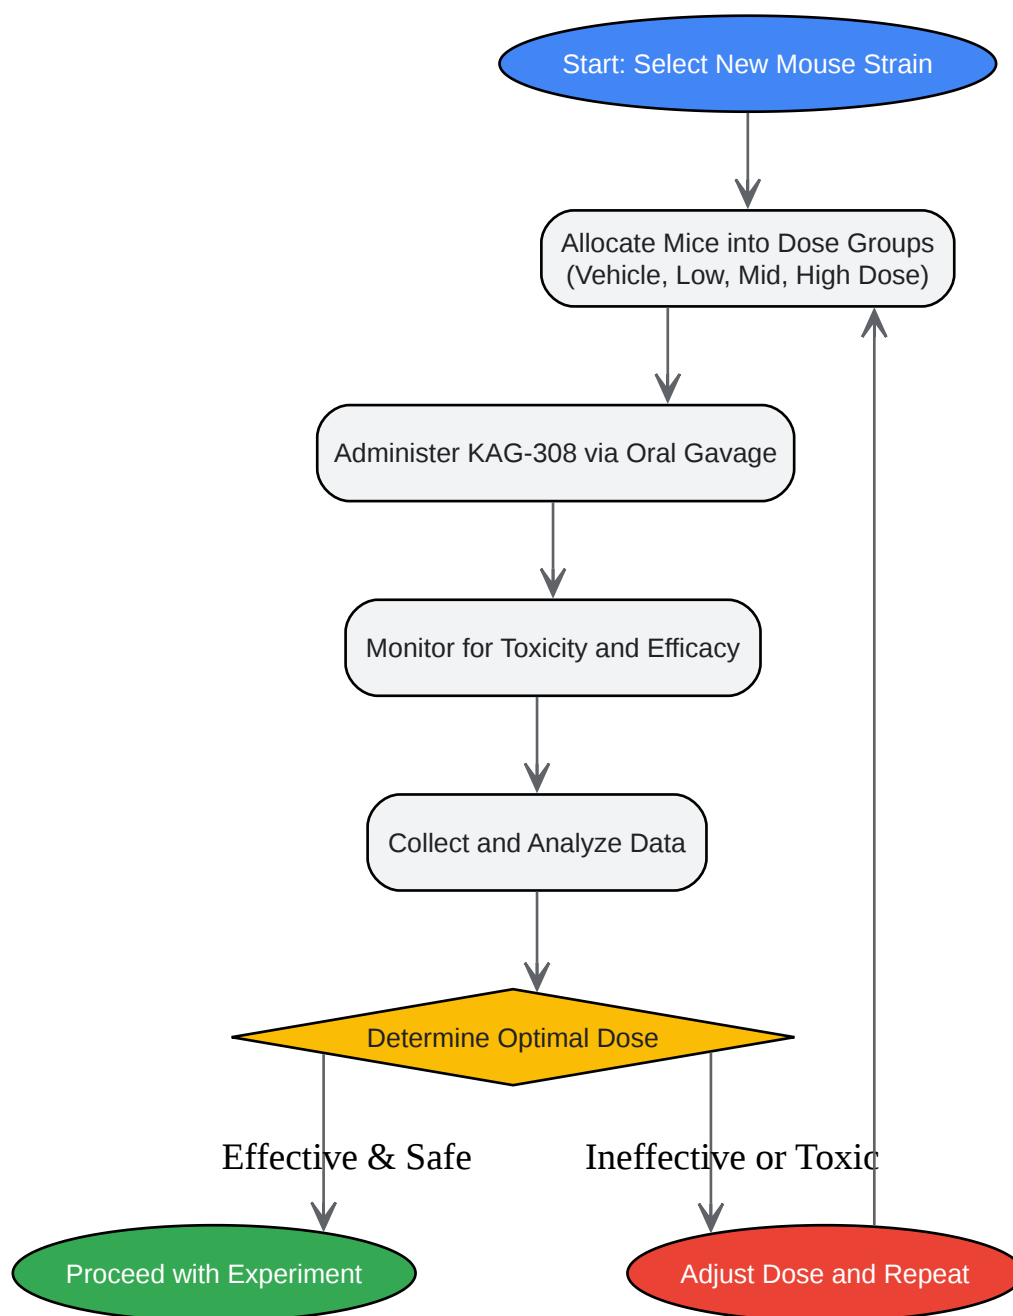 Start: Select New Mouse Strain
Allocate Mice into Dose Groups
(Vehicle, Low, Mid, High Dose)
Administer KAG-308 via Oral Gavage
Monitor for Toxicity and Efficacy
Collect and Analyze Data
Determine Optimal Dose
Effective & Safe
Ineffective or Toxic
Proceed with Experiment
Adjust Dose and Repeat